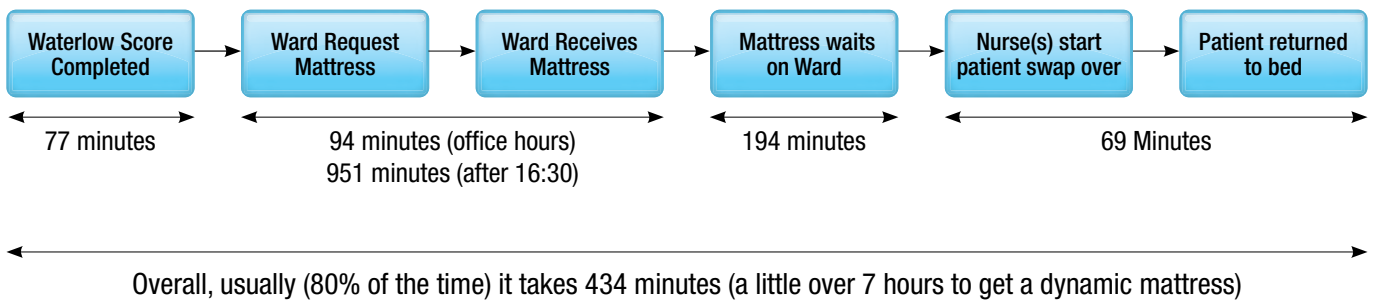 Waterlow Score
Completed
Ward Request
Mattress
Ward Receives
Mattress
Mattress waits
on Ward
Nurse(s) start
patient swap over
Patient returned
to bed
77 minutes
94 minutes (office hours)
951 minutes (after 16:30)
194 minutes
69 Minutes
Overall, usually (80% of the time) it takes 434 minutes (a little over 7 hours to get a dynamic mattress)